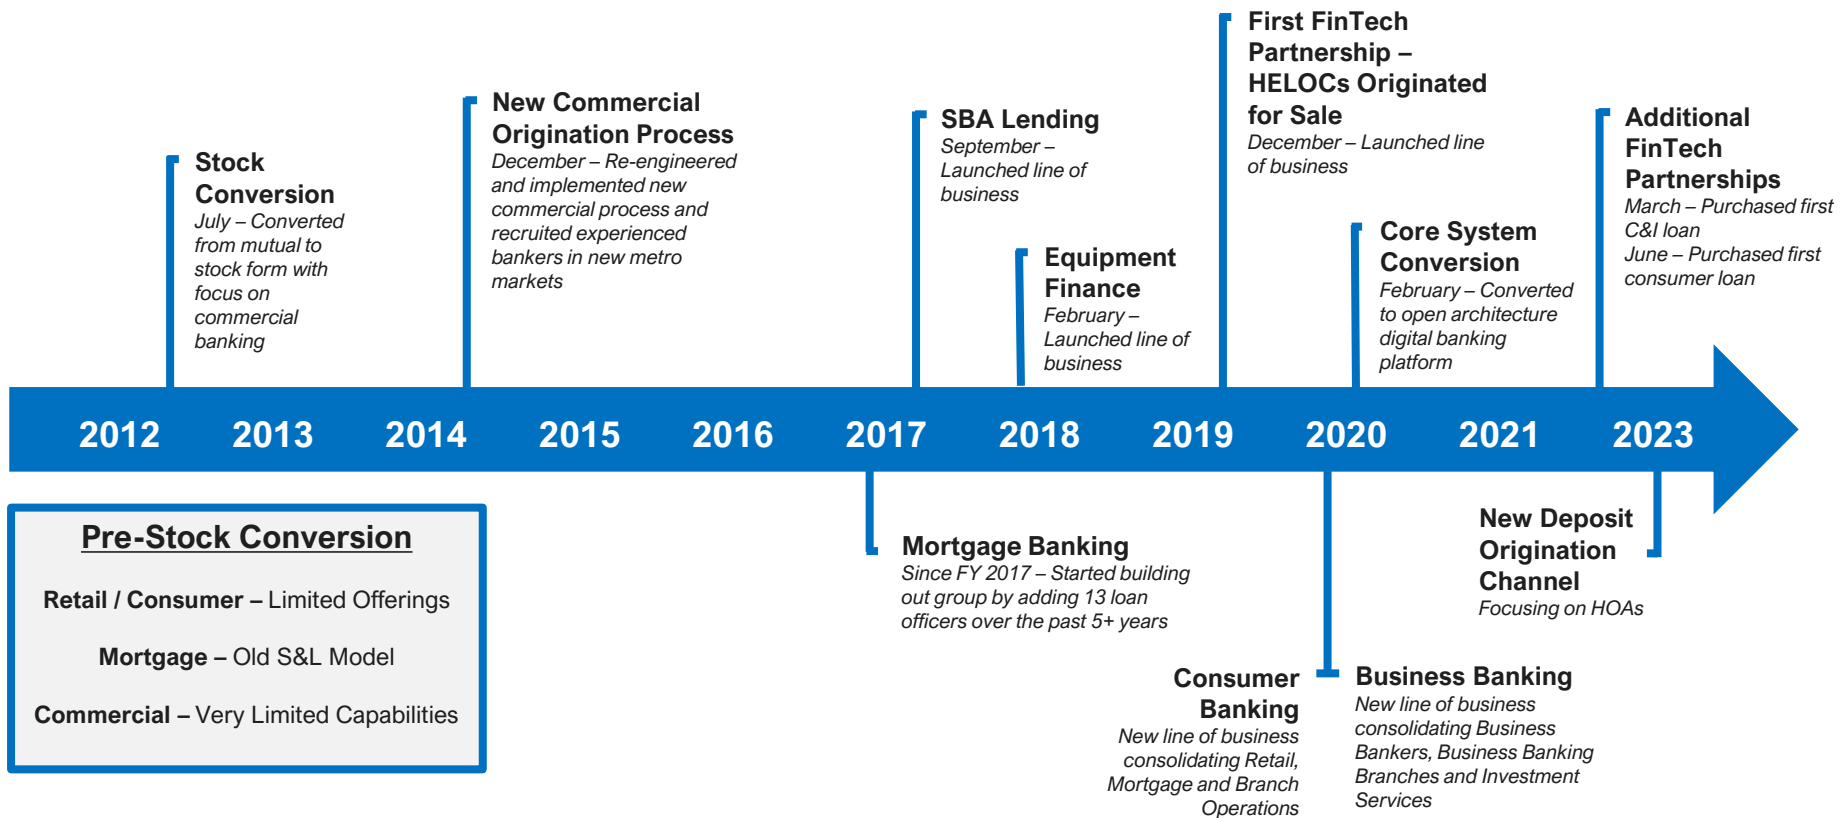 Stock
Conversion
July – Converted
from mutual to
stock form with
focus on
commercial
banking
New Commercial
Origination Process
December – Re-engineered
and implemented new
commercial process and
recruited experienced
bankers in new metro
markets
SBA Lending
September –
Launched line of
business
Equipment
Finance
February –
Launched line of
business
First FinTech
Partnership –
HELOCs Originated
for Sale
December – Launched line
of business
Core System
Conversion
February – Converted
to open architecture
digital banking
platform
Additional
FinTech
Partnerships
March – Purchased first
C&I loan
June – Purchased first
consumer loan
2012 2013 2014 2015 2016 2017 2018 2019 2020 2021 2023
Pre-Stock Conversion
Retail / Consumer – Limited Offerings
Mortgage – Old S&L Model
Commercial – Very Limited Capabilities
Mortgage Banking
Since FY 2017 – Started building
out group by adding 13 loan
officers over the past 5+ years
Consumer
Banking
New line of business
consolidating Retail,
Mortgage and Branch
Operations
Business Banking
New line of business
consolidating Business
Bankers, Business Banking
Branches and Investment
Services
New Deposit
Origination
Channel
Focusing on HOAs